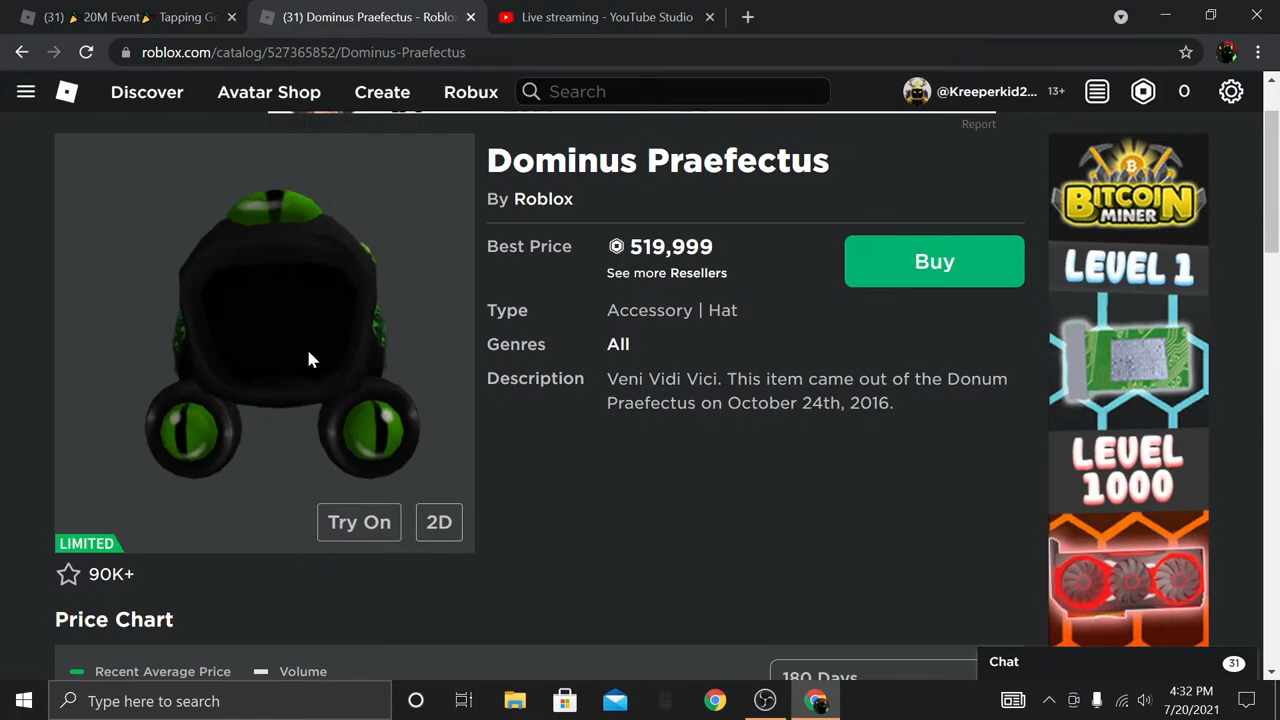 (31) 🎉20M Event🎉 Tapping Go
(31) Dominus Praefectus - Roblox
Live streaming - YouTube Studio
roblox.com/catalog/527365852/Dominus-Praefectus
Discover
Avatar Shop
Create
Robux
Search
@Kreeperkid2...
13+
0
Report
Dominus Praefectus
By Roblox
Best Price 519,999
See more Resellers
Buy
Type Accessory | Hat
Genres All
Description Veni Vidi Vici. This item came out of the Donum
Praefectus on October 24th, 2016.
Try On
2D
LIMITED
90K+
Price Chart
Recent Average Price
Volume
180 Days
BITCOIN
MINER
LEVEL 1
LEVEL
1000
Chat
31
Type here to search
4:32 PM
7/20/2021